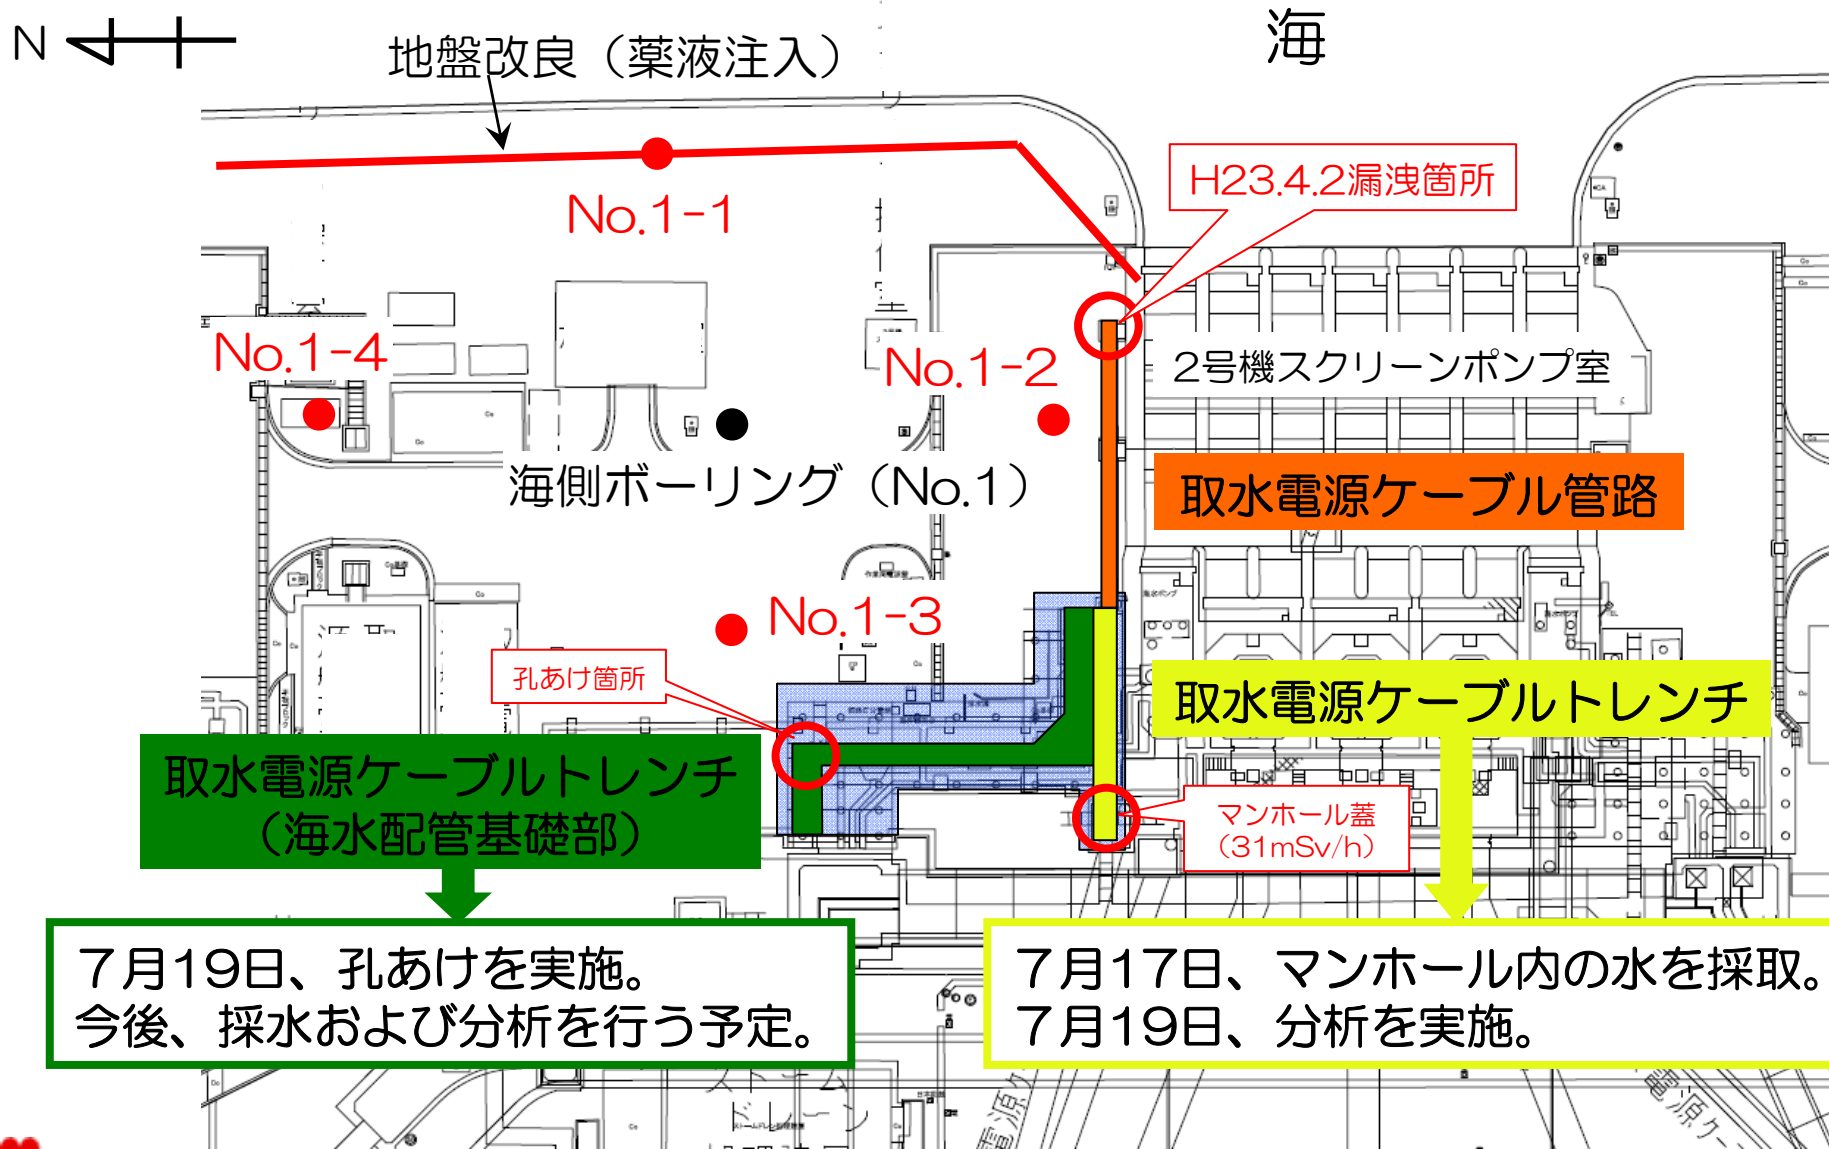 N
海
地盤改良（薬液注入）
H23.4.2漏洩箇所
No.1-1
No.1-4
No.1-2
2号機スクリーンポンプ室
海側ボーリング（No.1）
取水電源ケーブル管路
No.1-3
孔あけ箇所
取水電源ケーブルトレンチ
取水電源ケーブルトレンチ
（海水配管基礎部）
マンホール蓋
（31mSv/h）
7月19日、孔あけを実施。
今後、採水および分析を行う予定。
7月17日、マンホール内の水を採取。
7月19日、分析を実施。
電源ケ
電源ケー